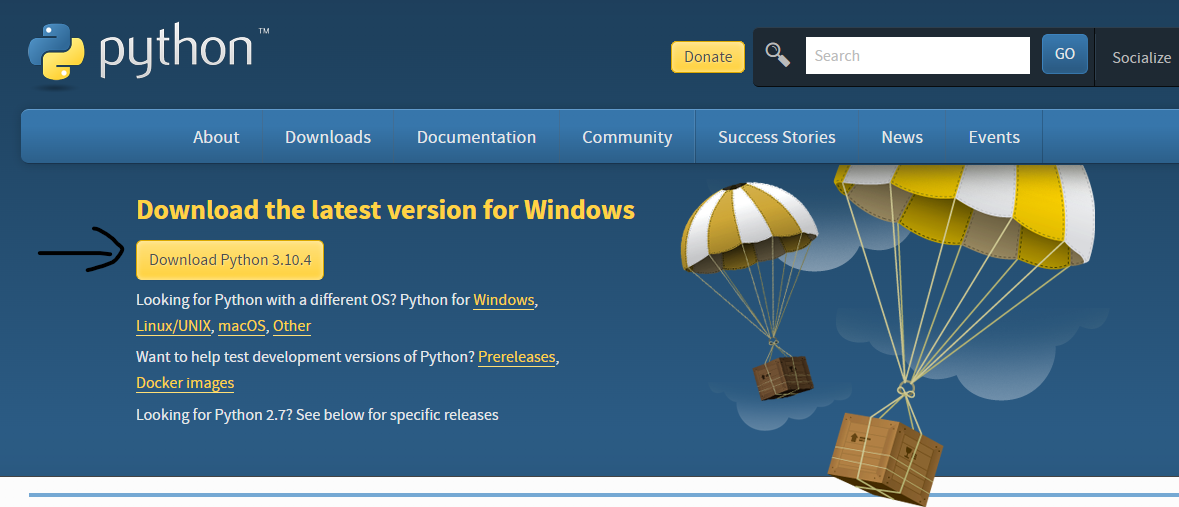 python™
Donate
Search
GO
Socialize
About
Downloads
Documentation
Community
Success Stories
News
Events
Download the latest version for Windows
Download Python 3.10.4
Looking for Python with a different OS? Python for Windows,
Linux/UNIX, macOS, Other
Want to help test development versions of Python? Prereleases,
Docker images
Looking for Python 2.7? See below for specific releases